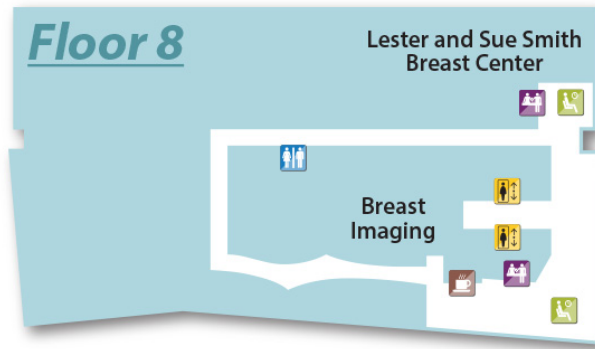 Floor 8
Lester and Sue Smith
Breast Center
Breast
Imaging